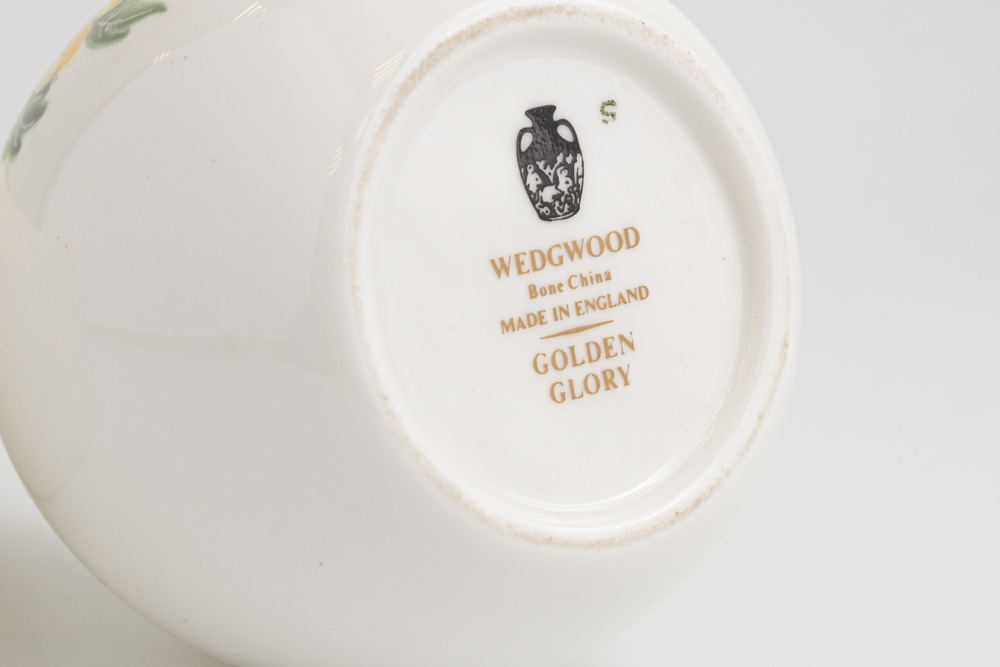 S
WEDGWOOD
Bone China
MADE IN ENGLAND
GOLDEN
GLORY